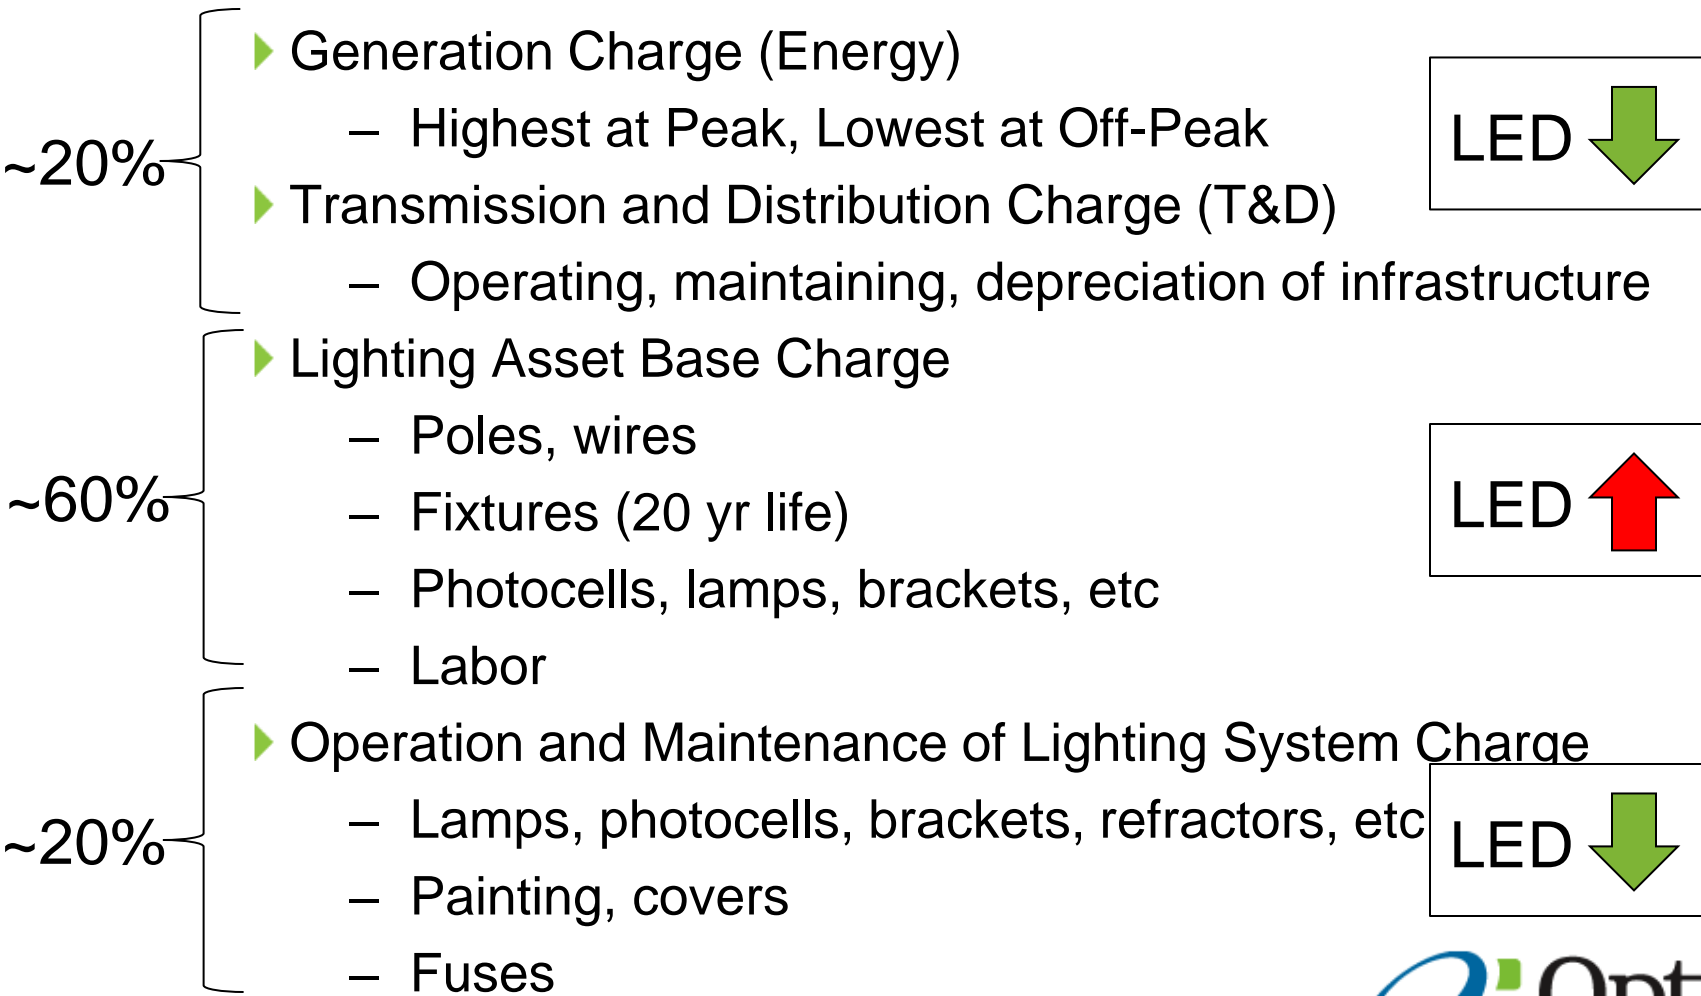 Generation Charge (Energy)
– Highest at Peak, Lowest at Off-Peak
LED
~20%
Transmission and Distribution Charge (T&D)
– Operating, maintaining, depreciation of infrastructure
Lighting Asset Base Charge
– Poles, wires
~60%
– Fixtures (20 yr life)
LED
– Photocells, lamps, brackets, etc
– Labor
Operation and Maintenance of Lighting System Charge
~20%
– Lamps, photocells, brackets, refractors, etc
LED
– Painting, covers
– Fuses